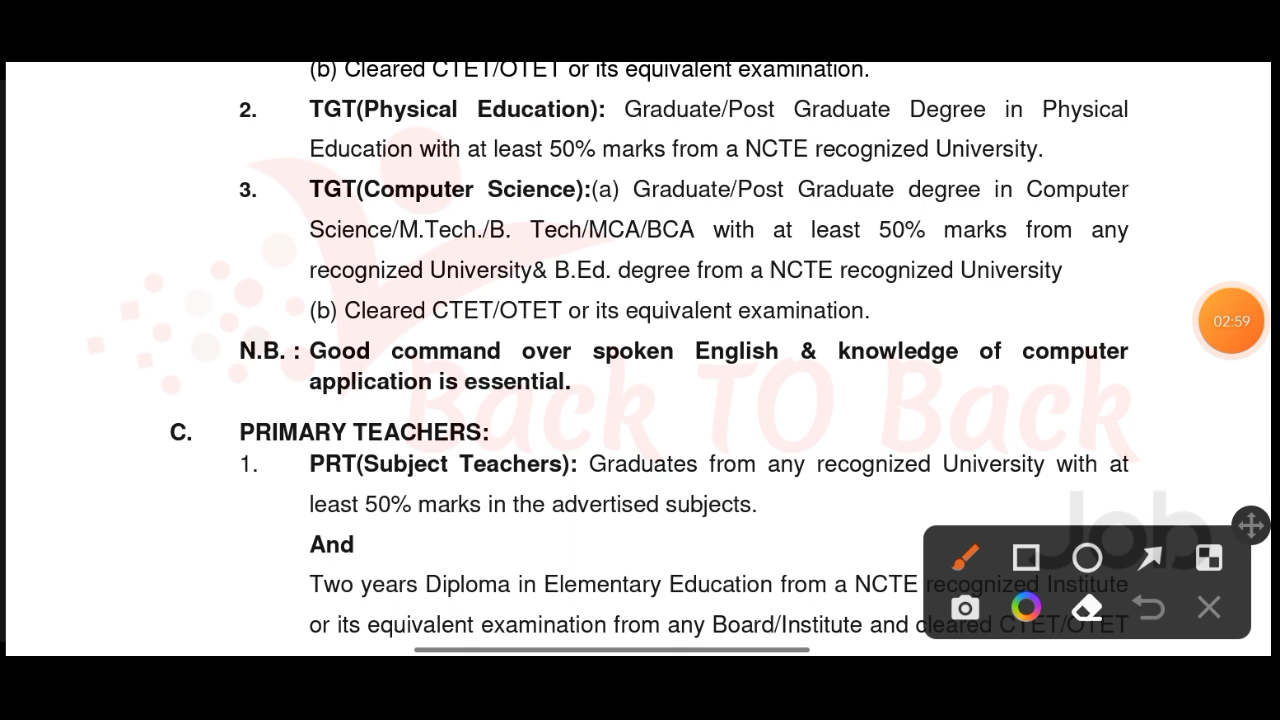 (b) Cleared CTET/OTET or its equivalent examination.
2. TGT(Physical Education): Graduate/Post Graduate Degree in Physical
Education with at least 50% marks from a NCTE recognized University.
3. TGT(Computer Science):(a) Graduate/Post Graduate degree in Computer
Science/M.Tech./B. Tech/MCA/BCA with at least 50% marks from any
recognized University& B.Ed. degree from a NCTE recognized University
02:59
(b) Cleared CTET/OTET or its equivalent examination.
N.B. : Good command over spoken English & knowledge of computer
application is essential.
Back TO Back
C. PRIMARY TEACHERS:
1. PRT(Subject Teachers): Graduates from any recognized University with at
least 50% marks in the advertised subjects.
Job
And
Two years Diploma in Elementary Education from a NCTE recognized Institute
or its equivalent examination from any Board/Institute and cleared CTET/OTET